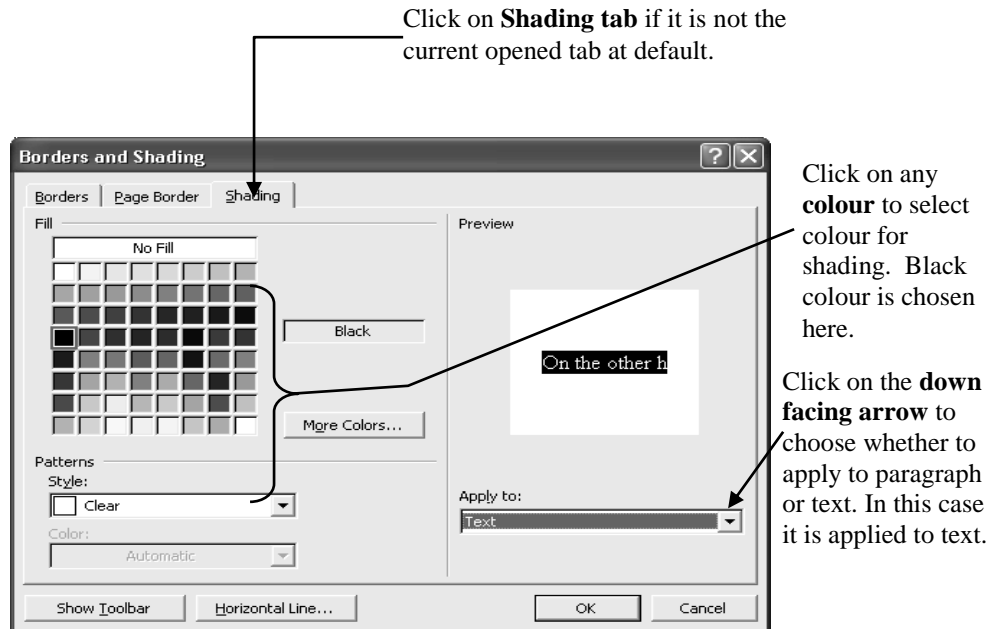 Click on Shading tab if it is not the
current opened tab at default.
Borders and Shading
Borders
Page Border
Shading
Fill
No Fill
Black
More Colors...
Patterns
Style:
Clear
Color:
Automatic
Preview
On the other h
Apply to:
Text
Show Toolbar
Horizontal Line...
OK
Cancel
Click on any
colour to select
colour for
shading. Black
colour is chosen
here.
Click on the down
facing arrow to
choose whether to
apply to paragraph
or text. In this case
it is applied to text.